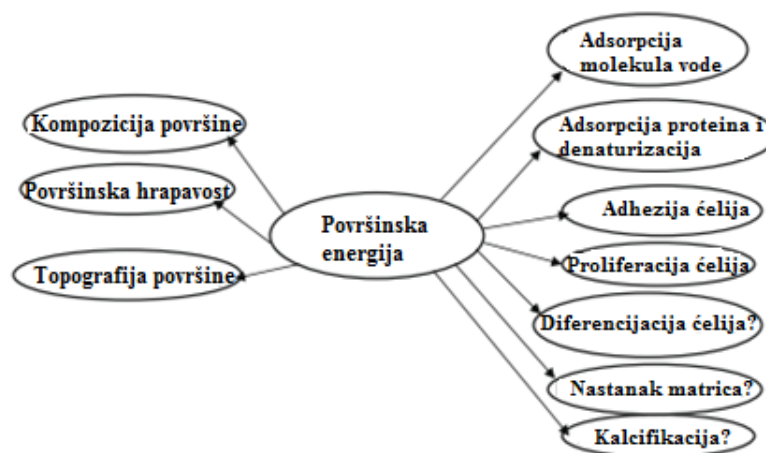 Kompozicija površine
Površinska hrapavost
Topografija površine
Površinska
energija
Adsorpcija
molekula vode
Adsorpcija proteina i
denaturizacija
Adhezija ćelija
Proliferacija ćelija
Diferencijacija ćelija?
Nastanak matrica?
Kalcifikacija?